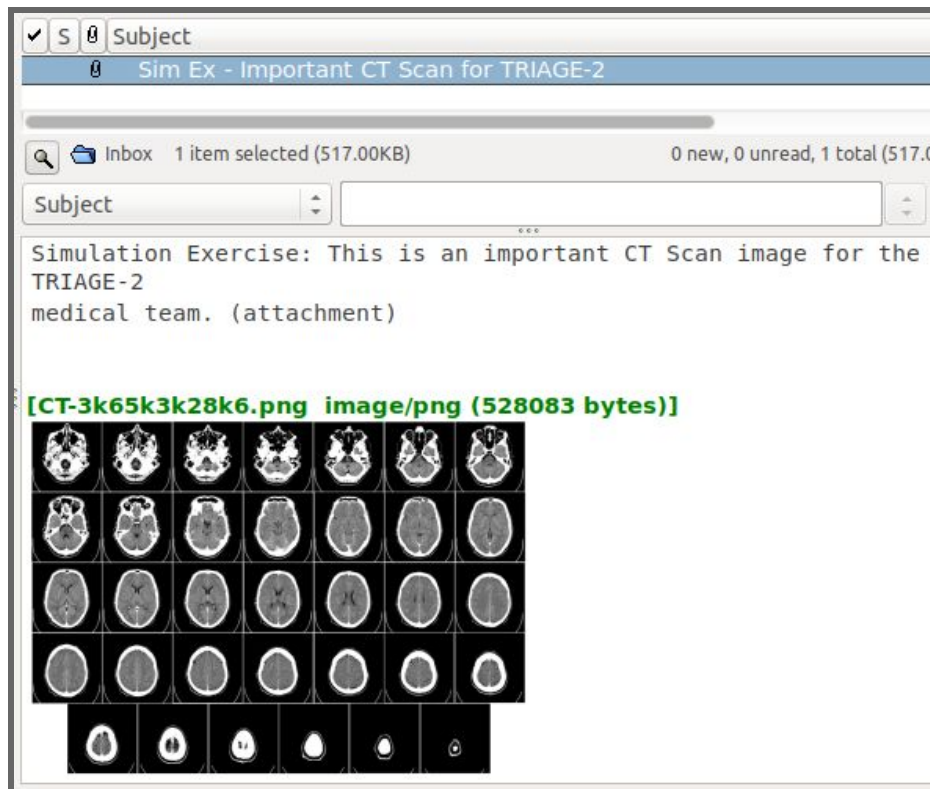 S Subject
Sim Ex - Important CT Scan for TRIAGE-2
Inbox 1 item selected (517.00KB) 0 new, 0 unread, 1 total (517.0
Subject
Simulation Exercise: This is an important CT Scan image for the
TRIAGE-2
medical team. (attachment)
[CT-3k65k3k28k6.png image/png (528083 bytes)]